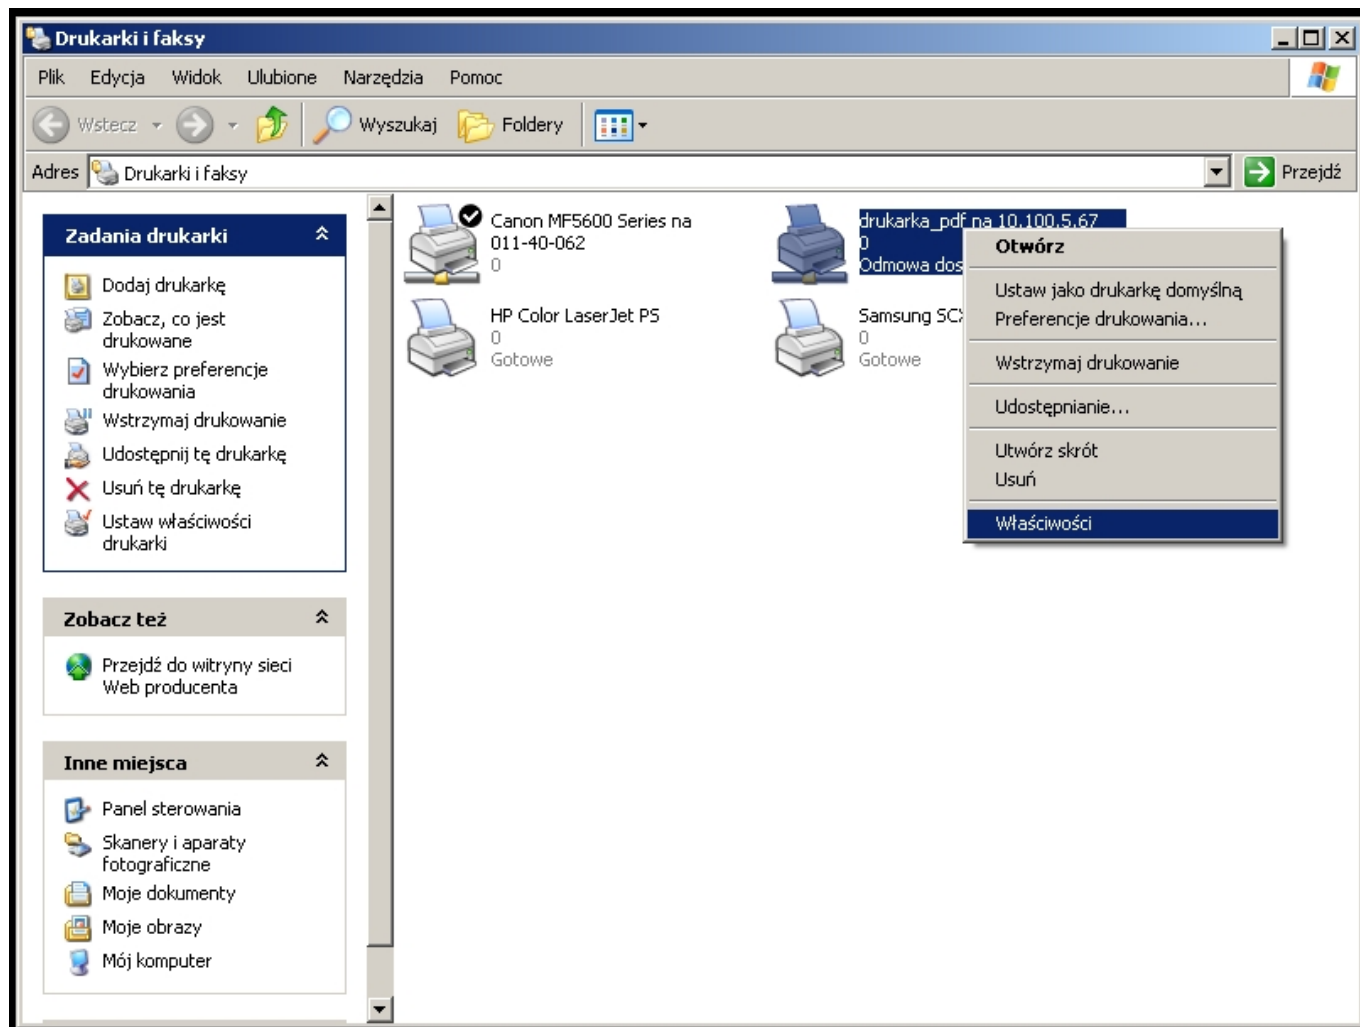 Drukarki i faksy
Plik Edycja Widok Ulubione Narzędzia Pomoc
Wstecz Wyszukaj Foldery
Adres Drukarki i faksy Przejdź
Zadania drukarki
Dodaj drukarkę
Zobacz, co jest
drukowane
Wybierz preferencje
drukowania
Wstrzymaj drukowanie
Udostępnij tę drukarkę
Usuń tę drukarkę
Ustaw właściwości
drukarki
Zobacz też
Przejdź do witryny sieci
Web producenta
Inne miejsca
Panel sterowania
Skanery i aparaty
fotograficzne
Moje dokumenty
Moje obrazy
Mój komputer
Canon MF5600 Series na
011-40-062
0
drukarka_pdf na 10.100.5.67
0
Odmowa dos
HP Color LaserJet PS
0
Gotowe
Samsung SCX
0
Gotowe
Otwórz
Ustaw jako drukarkę domyślną
Preferencje drukowania...
Wstrzymaj drukowanie
Udostępnianie...
Utwórz skrót
Usuń
Właściwości